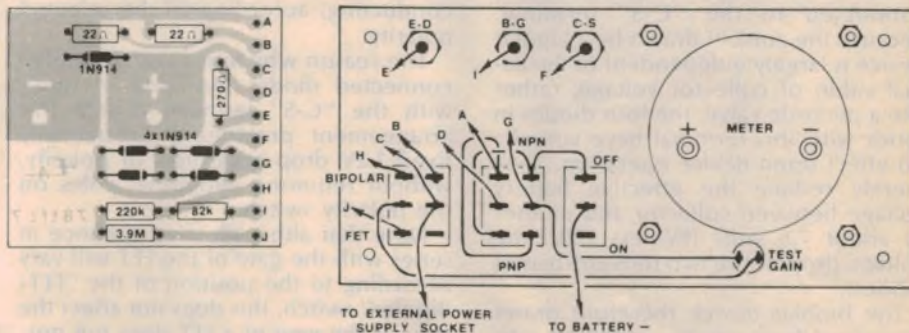 22Ω 22Ω
1N914
270Ω
4x1N914
220k 82k
3.9M
A
B
C
D
E
F
G
H
I
J
E-D
B-G
C-S
E
I
F
A
G
NPN
OFF
B
D
H
BIPOLAR
J
FET
PNP
ON
+ METER −
TEST
GAIN
TO EXTERNAL POWER
SUPPLY SOCKET
TO BATTERY −